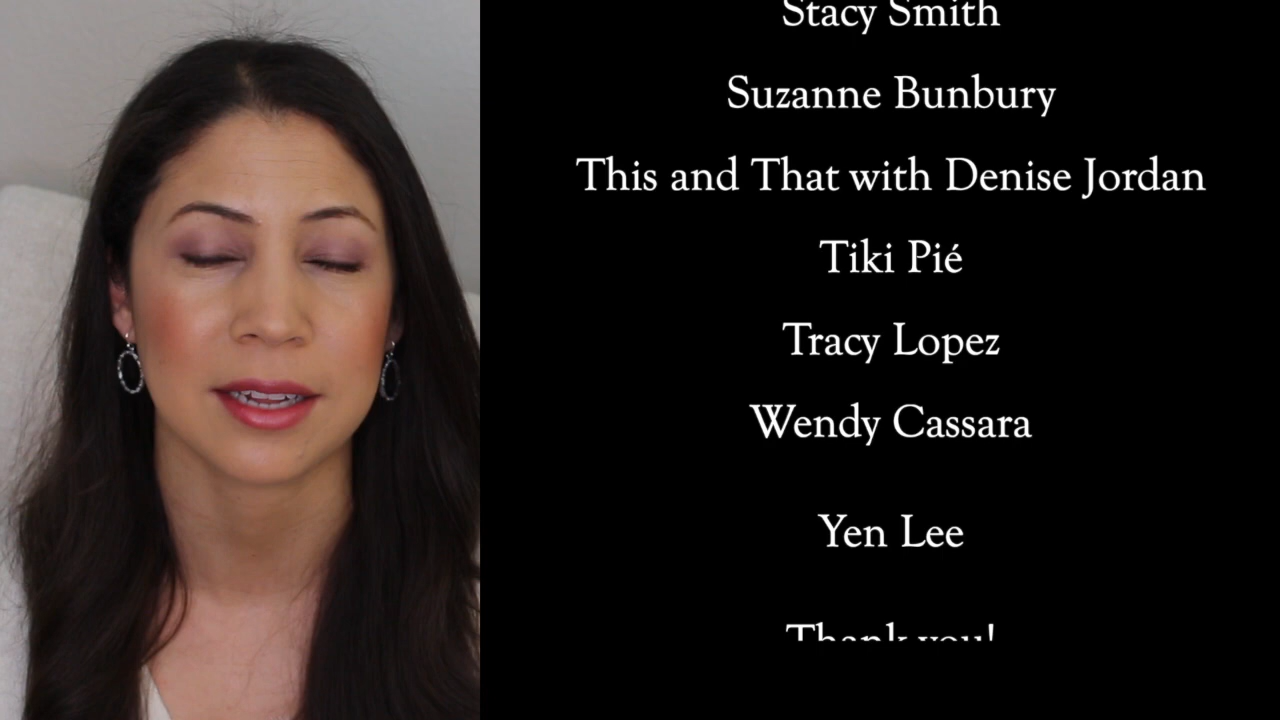 Stacy Smith
Suzanne Bunbury
This and That with Denise Jordan
Tiki Pié
Tracy Lopez
Wendy Cassara
Yen Lee
Thank you!